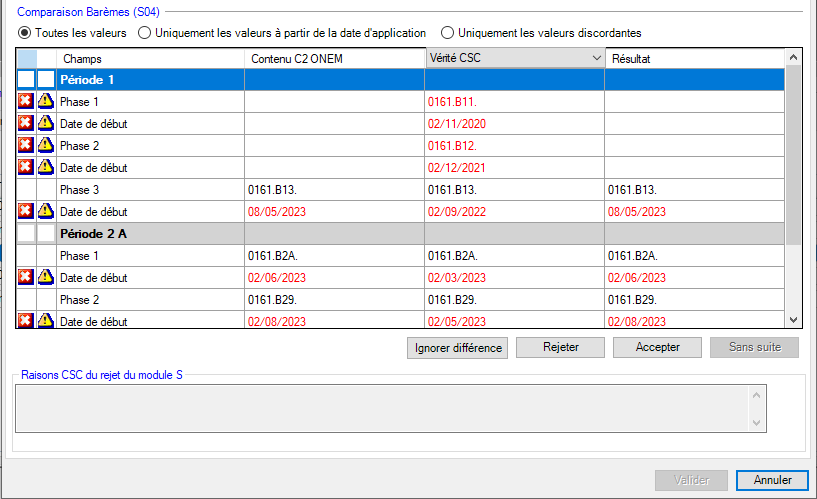 Comparaison Barèmes (S04)
Toutes les valeurs Uniquement les valeurs à partir de la date d'application Uniquement les valeurs discordantes
Champs Contenu C2 ONEM Vérité CSC Résultat
Période 1
Phase 1 0161.B11.
Date de début 02/11/2020
Phase 2 0161.B12.
Date de début 02/12/2021
Phase 3 0161.B13. 0161.B13. 0161.B13.
Date de début 08/05/2023 02/09/2022 08/05/2023
Période 2 A
Phase 1 0161.B2A. 0161.B2A. 0161.B2A.
Date de début 02/06/2023 02/03/2023 02/06/2023
Phase 2 0161.B29. 0161.B29. 0161.B29.
Date de début 02/08/2023 02/05/2023 02/08/2023
Ignorer différence Rejeter Accepter Sans suite
Raisons CSC du rejet du module S
Valider Annuler